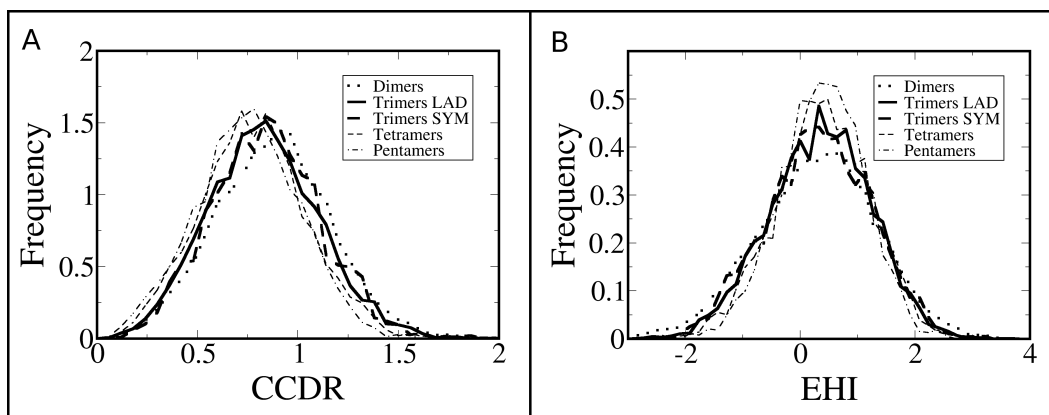 A
2
1.5
1
0.5
0
Frequency
Dimers
Trimers LAD
Trimers SYM
Tetramers
Pentamers
0 0.5 1 1.5 2
CCDR
B
0.5
0.4
0.3
0.2
0.1
0
Frequency
Dimers
Trimers LAD
Trimers SYM
Tetramers
Pentamers
-2 0 2 4
EHI